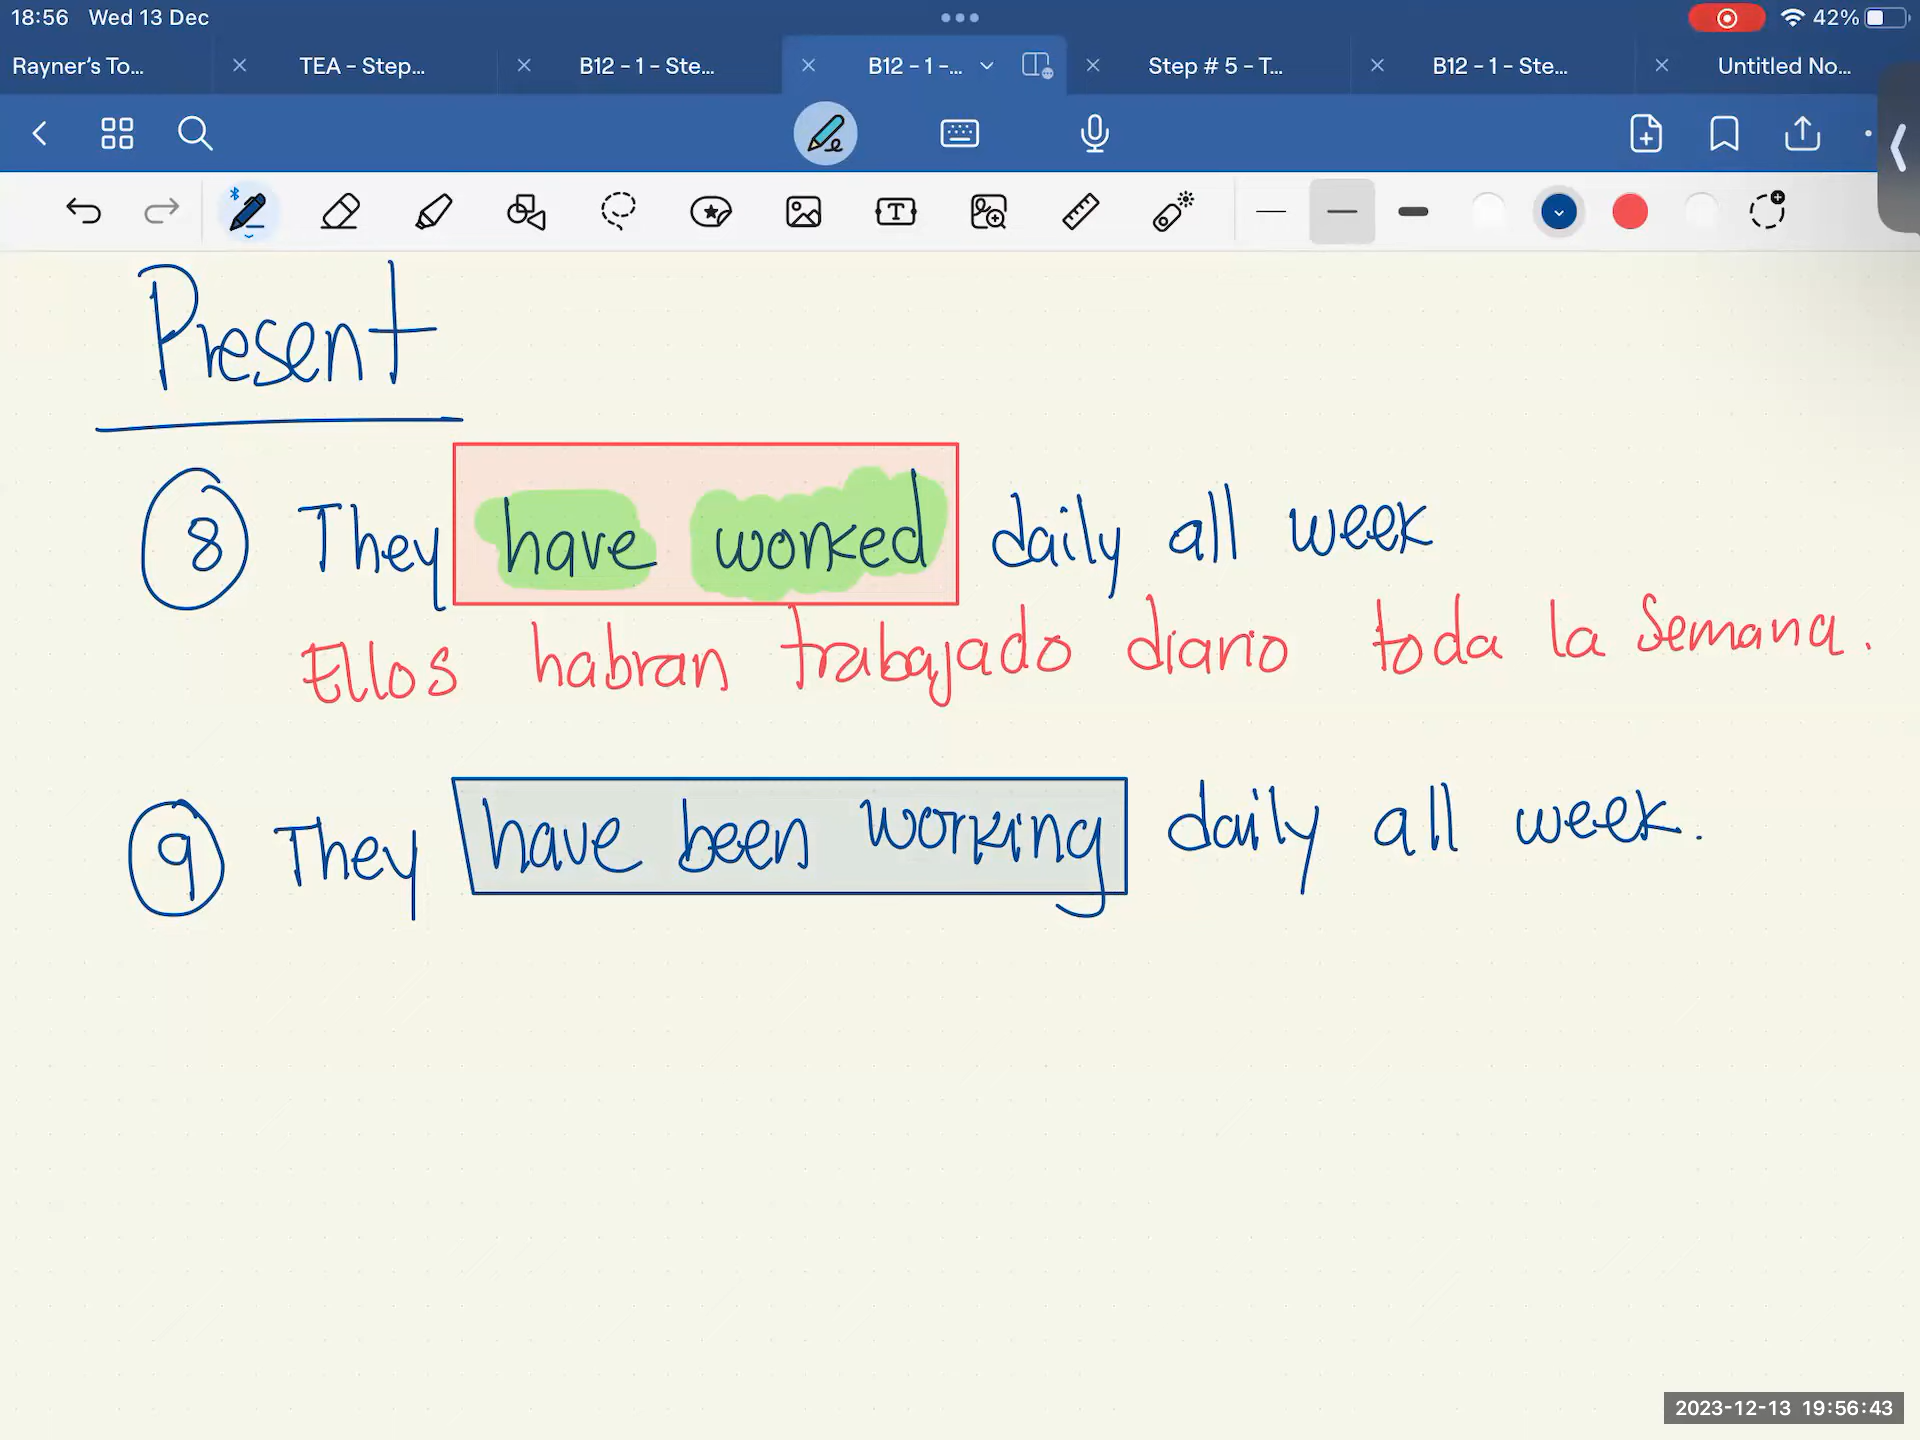 18:56 Wed 13 Dec 42%
Rayner's To... TEA - Step... B12 - 1 - Ste... B12 - 1 -... Step # 5 - T... B12 - 1 - Ste... Untitled No...
Present
8 They have worked daily all week
Ellos habran trabajado diario toda la Semana.
9 They have been working daily all week.
2023-12-13 19:56:43